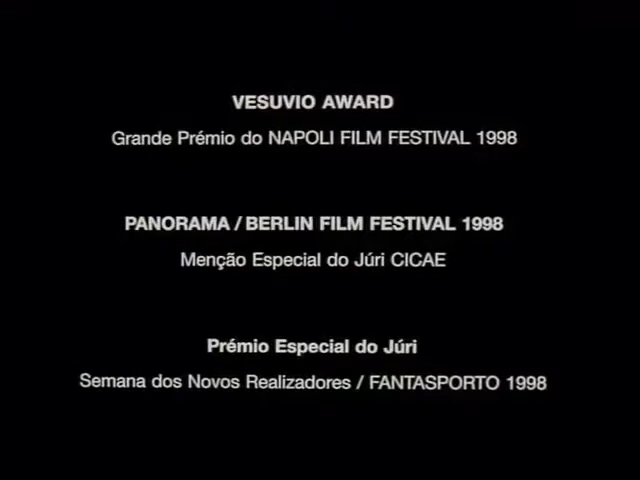 VESUVIO AWARD
Grande Prémio do NAPOLI FILM FESTIVAL 1998
PANORAMA / BERLIN FILM FESTIVAL 1998
Menção Especial do Júri CICAE
Prémio Especial do Júri
Semana dos Novos Realizadores / FANTASPORTO 1998